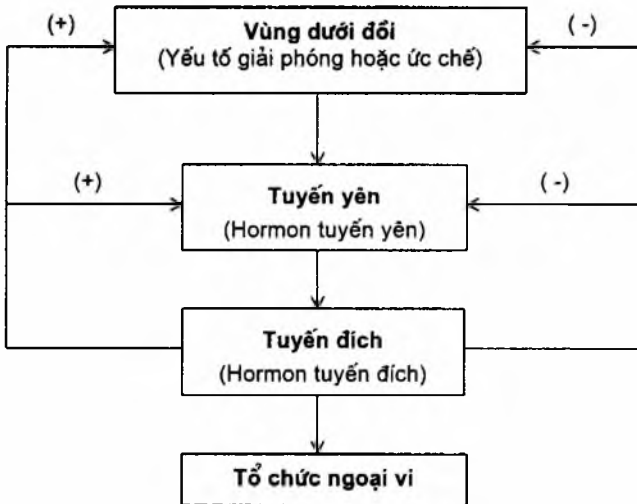 (+)
Vùng dưới đồi
(Yếu tố giải phóng hoặc ức chế)
(-)
(+)
Tuyến yên
(Hormon tuyến yên)
(-)
Tuyến đích
(Hormon tuyến đích)
Tổ chức ngoại vi